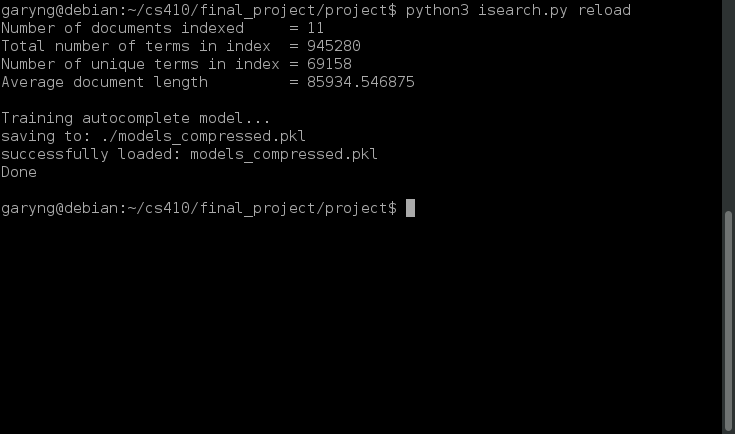 garyng@debian:~/cs410/final_project/project$ python3 isearch.py reload
Number of documents indexed     = 11
Total number of terms in index  = 945280
Number of unique terms in index = 69158
Average document length         = 85934.546875
Training autocomplete model...
saving to: ./models_compressed.pkl
successfully loaded: models_compressed.pkl
Done
garyng@debian:~/cs410/final_project/project$